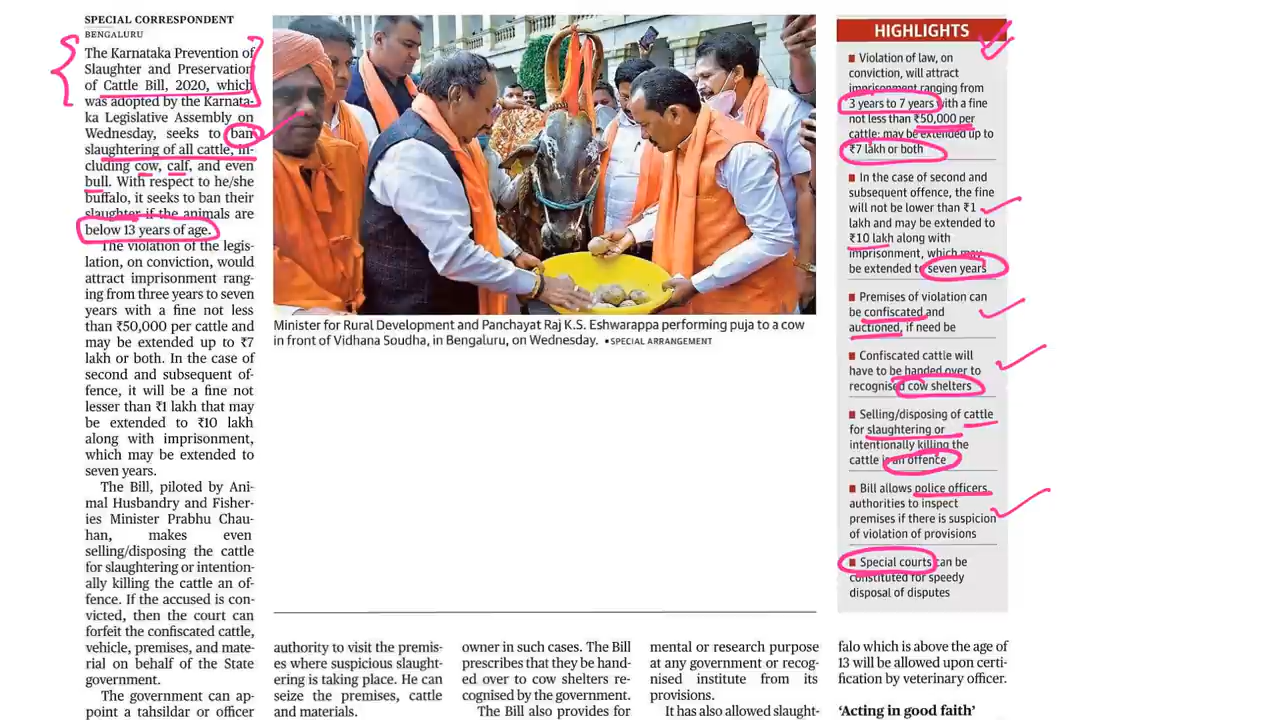 SPECIAL CORRESPONDENT
BENGALURU
The Karnataka Prevention of
Slaughter and Preservation
of Cattle Bill, 2020, which
was adopted by the Karnata-
ka Legislative Assembly on
Wednesday, seeks to ban
slaughtering of all cattle, in-
cluding cow, calf, and even
bull. With respect to he/she
buffalo, it seeks to ban their
slaughter if the animals are
below 13 years of age.
The violation of the legis-
lation, on conviction, would
attract imprisonment rang-
ing from three years to seven
years with a fine not less
than ₹50,000 per cattle and
may be extended up to ₹7
lakh or both. In the case of
second and subsequent of-
fence, it will be a fine not
lesser than ₹1 lakh that may
be extended to ₹10 lakh
along with imprisonment,
which may be extended to
seven years.
The Bill, piloted by Ani-
mal Husbandry and Fisher-
ies Minister Prabhu Chau-
han, makes even
selling/disposing the cattle
for slaughtering or intention-
ally killing the cattle an of-
fence. If the accused is con-
victed, then the court can
forfeit the confiscated cattle,
vehicle, premises, and mate-
rial on behalf of the State
government.
The government can ap-
point a tahsildar or officer
Minister for Rural Development and Panchayat Raj K.S. Eshwarappa performing puja to a cow
in front of Vidhana Soudha, in Bengaluru, on Wednesday. • SPECIAL ARRANGEMENT
authority to visit the premis-
es where suspicious slaught-
ering is taking place. He can
seize the premises, cattle
and materials.
owner in such cases. The Bill
prescribes that they be hand-
ed over to cow shelters
recognised by the government.
The Bill also provides for
mental or research purpose
at any government or recog-
nised institute from its
provisions.
It has also allowed slaught-
HIGHLIGHTS
■ Violation of law, on
conviction, will attract
imprisonment ranging from
3 years to 7 years with a fine
not less than ₹50,000 per
cattle; may be extended up to
₹7 lakh or both
■ In the case of second and
subsequent offence, the fine
will not be lower than ₹1
lakh and may be extended to
₹10 lakh along with
imprisonment, which may
be extended to seven years
■ Premises of violation can
be confiscated and
auctioned, if need be
■ Confiscated cattle will
have to be handed over to
recognised cow shelters
■ Selling/disposing of cattle
for slaughtering or
intentionally killing the
cattle is an offence
■ Bill allows police officers,
authorities to inspect
premises if there is suspicion
of violation of provisions
■ Special courts can be
constituted for speedy
disposal of disputes
falo which is above the age of
13 will be allowed upon certi-
fication by veterinary officer.
'Acting in good faith'